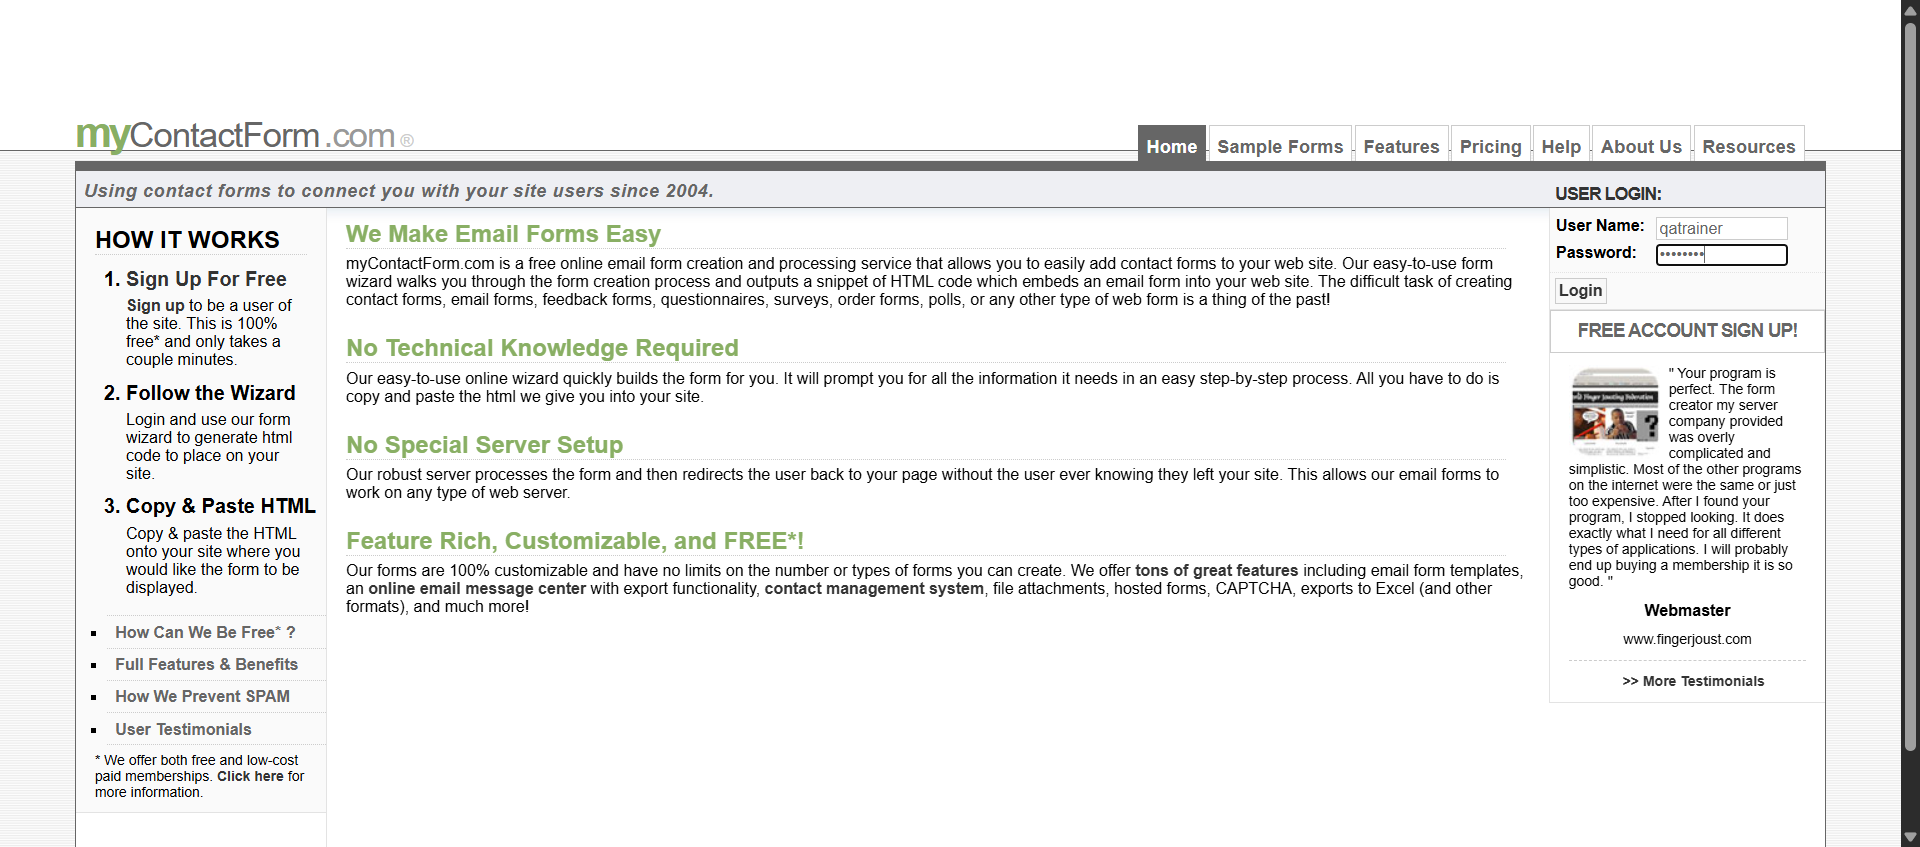 myContactForm.com ®
Home
Sample Forms
Features
Pricing
Help
About Us
Resources
Using contact forms to connect you with your site users since 2004.
HOW IT WORKS
1. Sign Up For Free
Sign up to be a user of
the site. This is 100%
free* and only takes a
couple minutes.
2. Follow the Wizard
Login and use our form
wizard to generate html
code to place on your
site.
3. Copy & Paste HTML
Copy & paste the HTML
onto your site where you
would like the form to be
displayed.
How Can We Be Free* ?
Full Features & Benefits
How We Prevent SPAM
User Testimonials
* We offer both free and low-cost
paid memberships. Click here for
more information.
We Make Email Forms Easy
myContactForm.com is a free online email form creation and processing service that allows you to easily add contact forms to your web site. Our easy-to-use form
wizard walks you through the form creation process and outputs a snippet of HTML code which embeds an email form into your web site. The difficult task of creating
contact forms, email forms, feedback forms, questionnaires, surveys, order forms, polls, or any other type of web form is a thing of the past!
No Technical Knowledge Required
Our easy-to-use online wizard quickly builds the form for you. It will prompt you for all the information it needs in an easy step-by-step process. All you have to do is
copy and paste the html we give you into your site.
No Special Server Setup
Our robust server processes the form and then redirects the user back to your page without the user ever knowing they left your site. This allows our email forms to
work on any type of web server.
Feature Rich, Customizable, and FREE*!
Our forms are 100% customizable and have no limits on the number or types of forms you can create. We offer tons of great features including email form templates,
an online email message center with export functionality, contact management system, file attachments, hosted forms, CAPTCHA, exports to Excel (and other
formats), and much more!
USER LOGIN:
User Name: qatrainer
Password: ••••••••
Login
FREE ACCOUNT SIGN UP!
" Your program is
perfect. The form
creator my server
company provided
was overly
complicated and
simplistic. Most of the other programs
on the internet were the same or just
too expensive. After I found your
program, I stopped looking. It does
exactly what I need for all different
types of applications. I will probably
end up buying a membership it is so
good. "
Webmaster
www.fingerjoust.com
>> More Testimonials